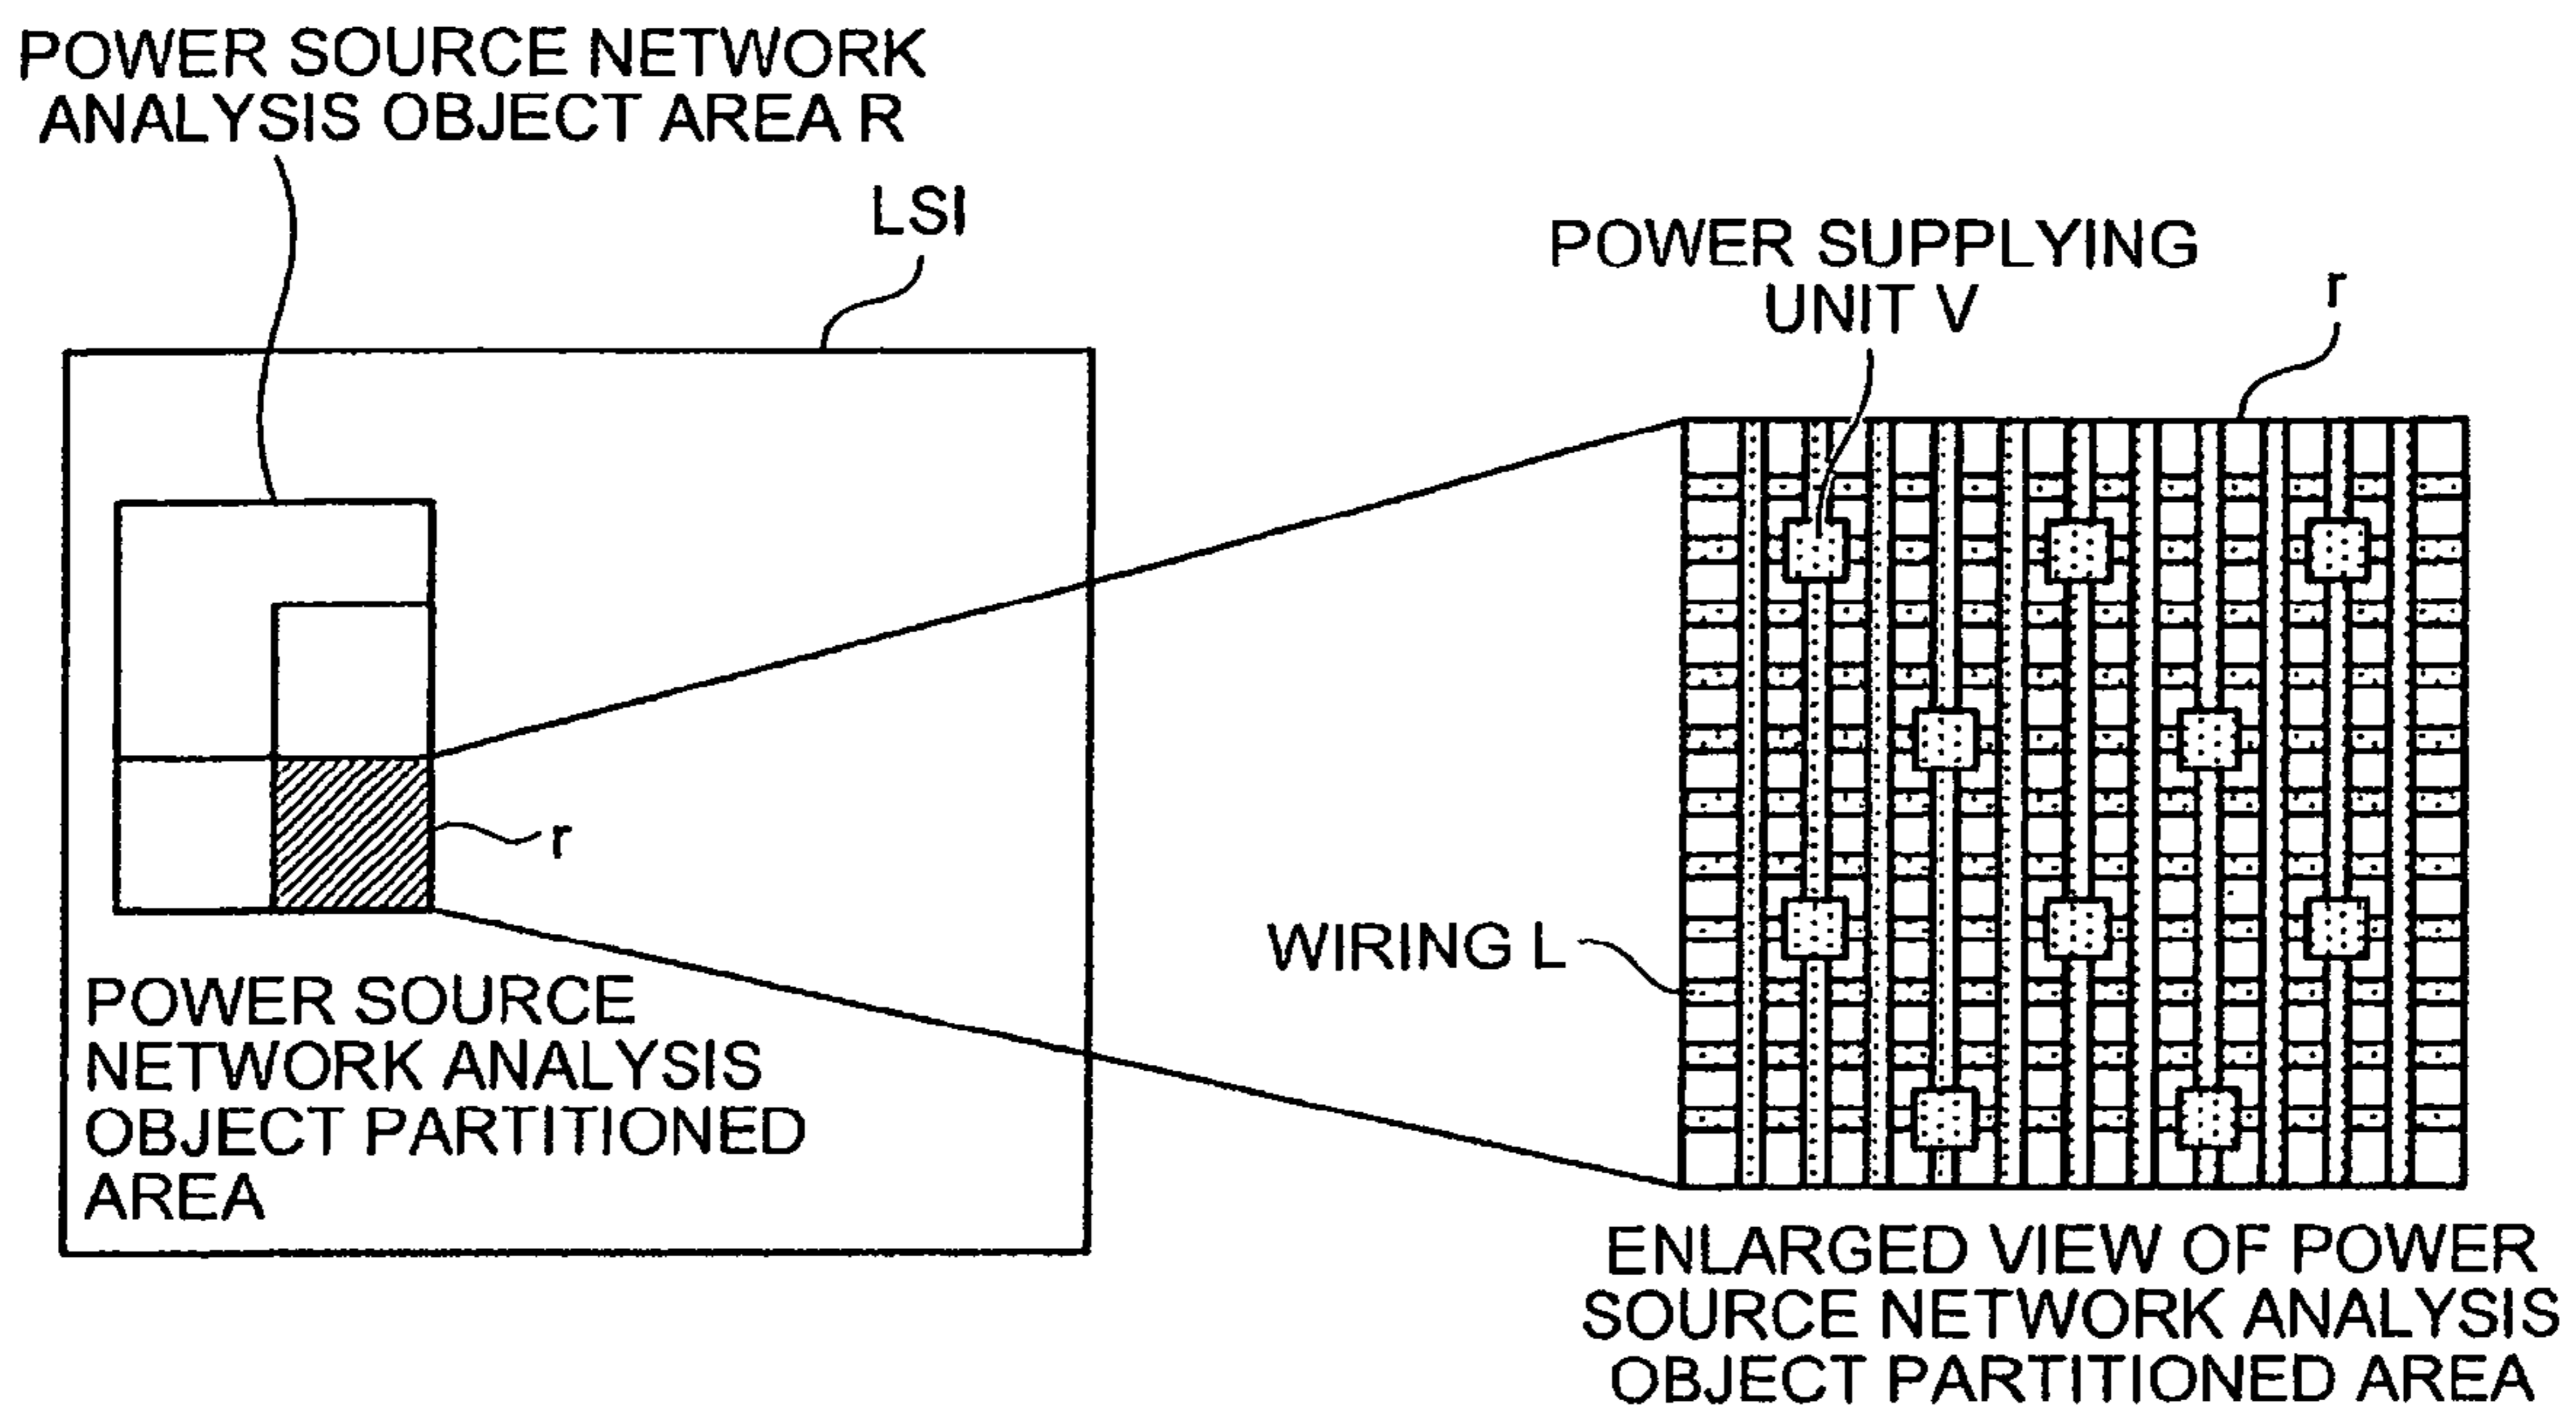 POWER SOURCE NETWORK
ANALYSIS OBJECT AREA R
LSI
POWER SUPPLYING
UNIT V
r
r
WIRING L
POWER SOURCE
NETWORK ANALYSIS
OBJECT PARTITIONED
AREA
ENLARGED VIEW OF POWER
SOURCE NETWORK ANALYSIS
OBJECT PARTITIONED AREA